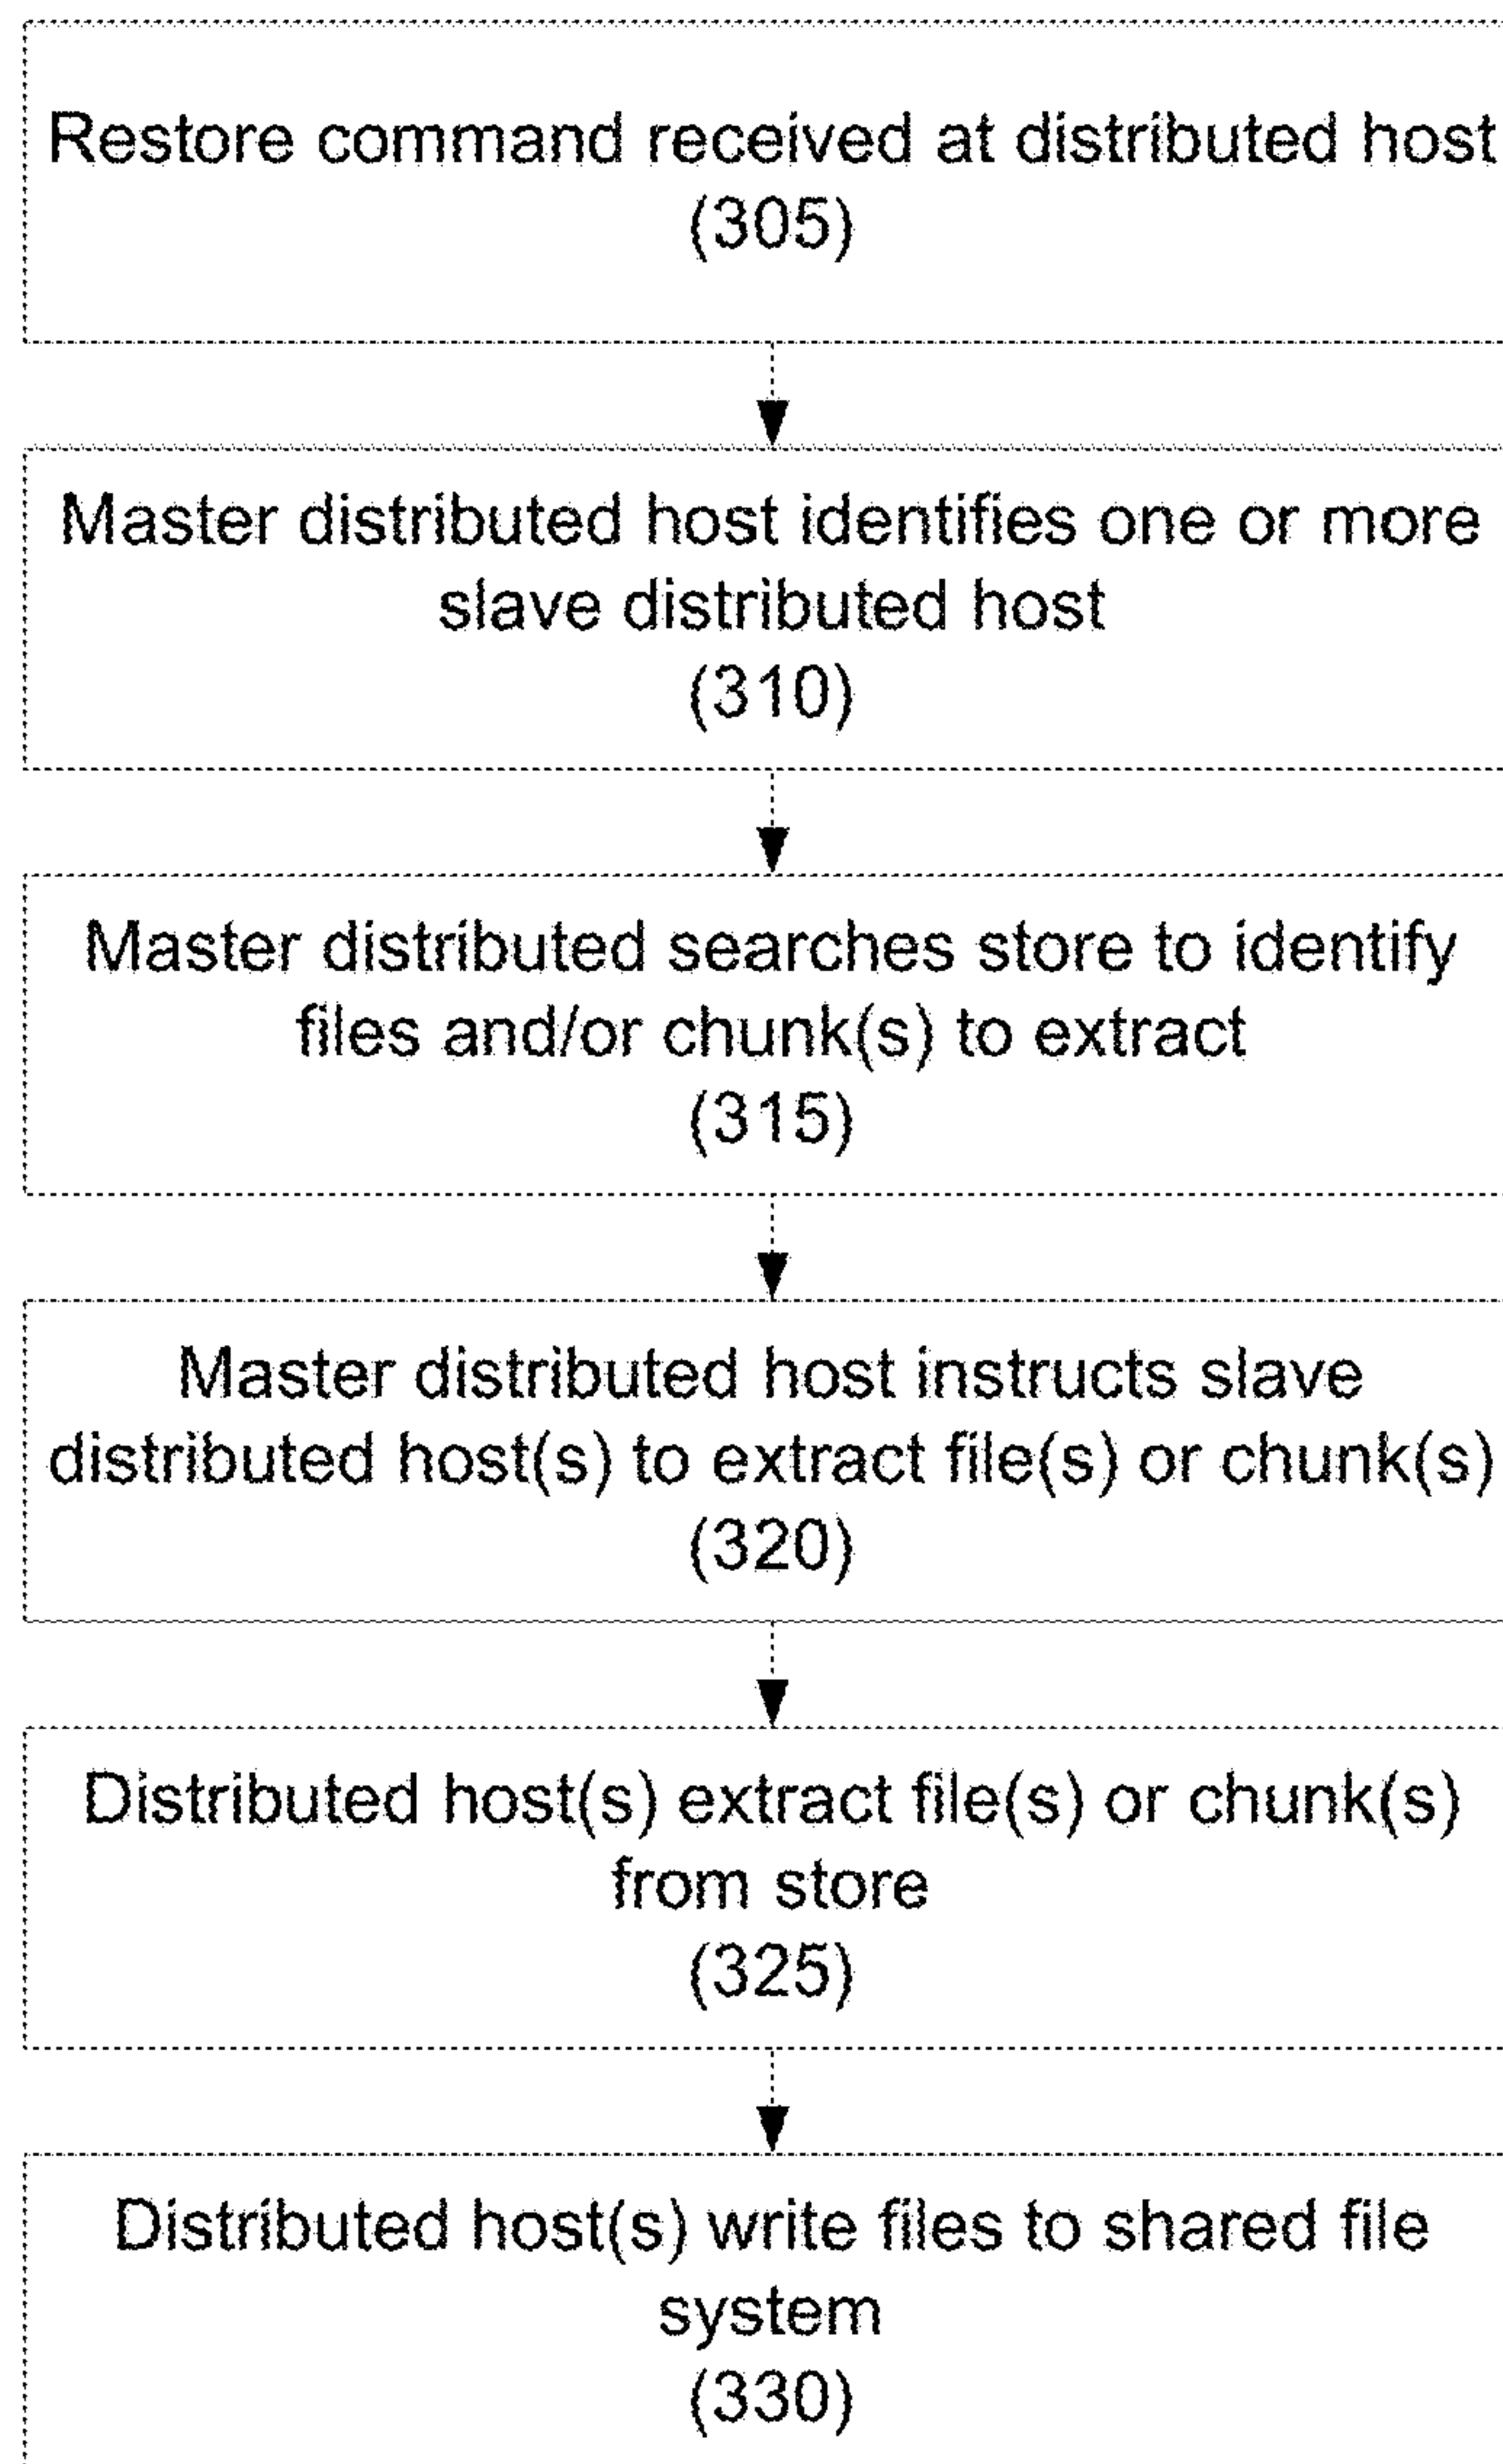 Restore command received at distributed host
(305)
Master distributed host identifies one or more
slave distributed host
(310)
Master distributed searches store to identify
files and/or chunk(s) to extract
(315)
Master distributed host instructs slave
distributed host(s) to extract file(s) or chunk(s)
(320)
Distributed host(s) extract file(s) or chunk(s)
from store
(325)
Distributed host(s) write files to shared file
system
(330)